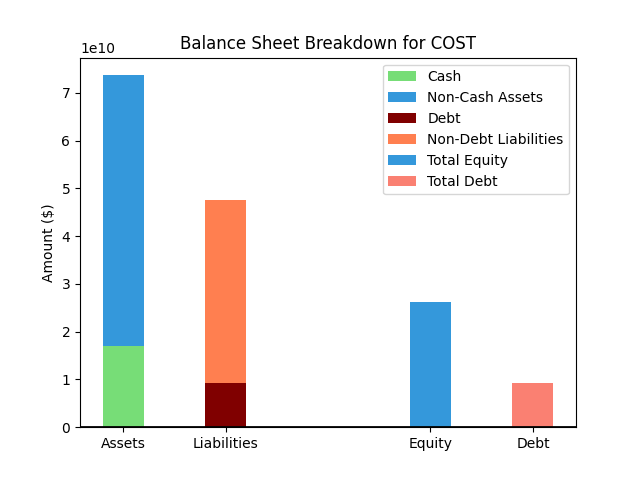 Balance Sheet Breakdown for COST
1e10
Cash
Non-Cash Assets
Debt
Non-Debt Liabilities
Total Equity
Total Debt
Amount ($)
7
6
5
4
3
2
1
0
Assets Liabilities Equity Debt